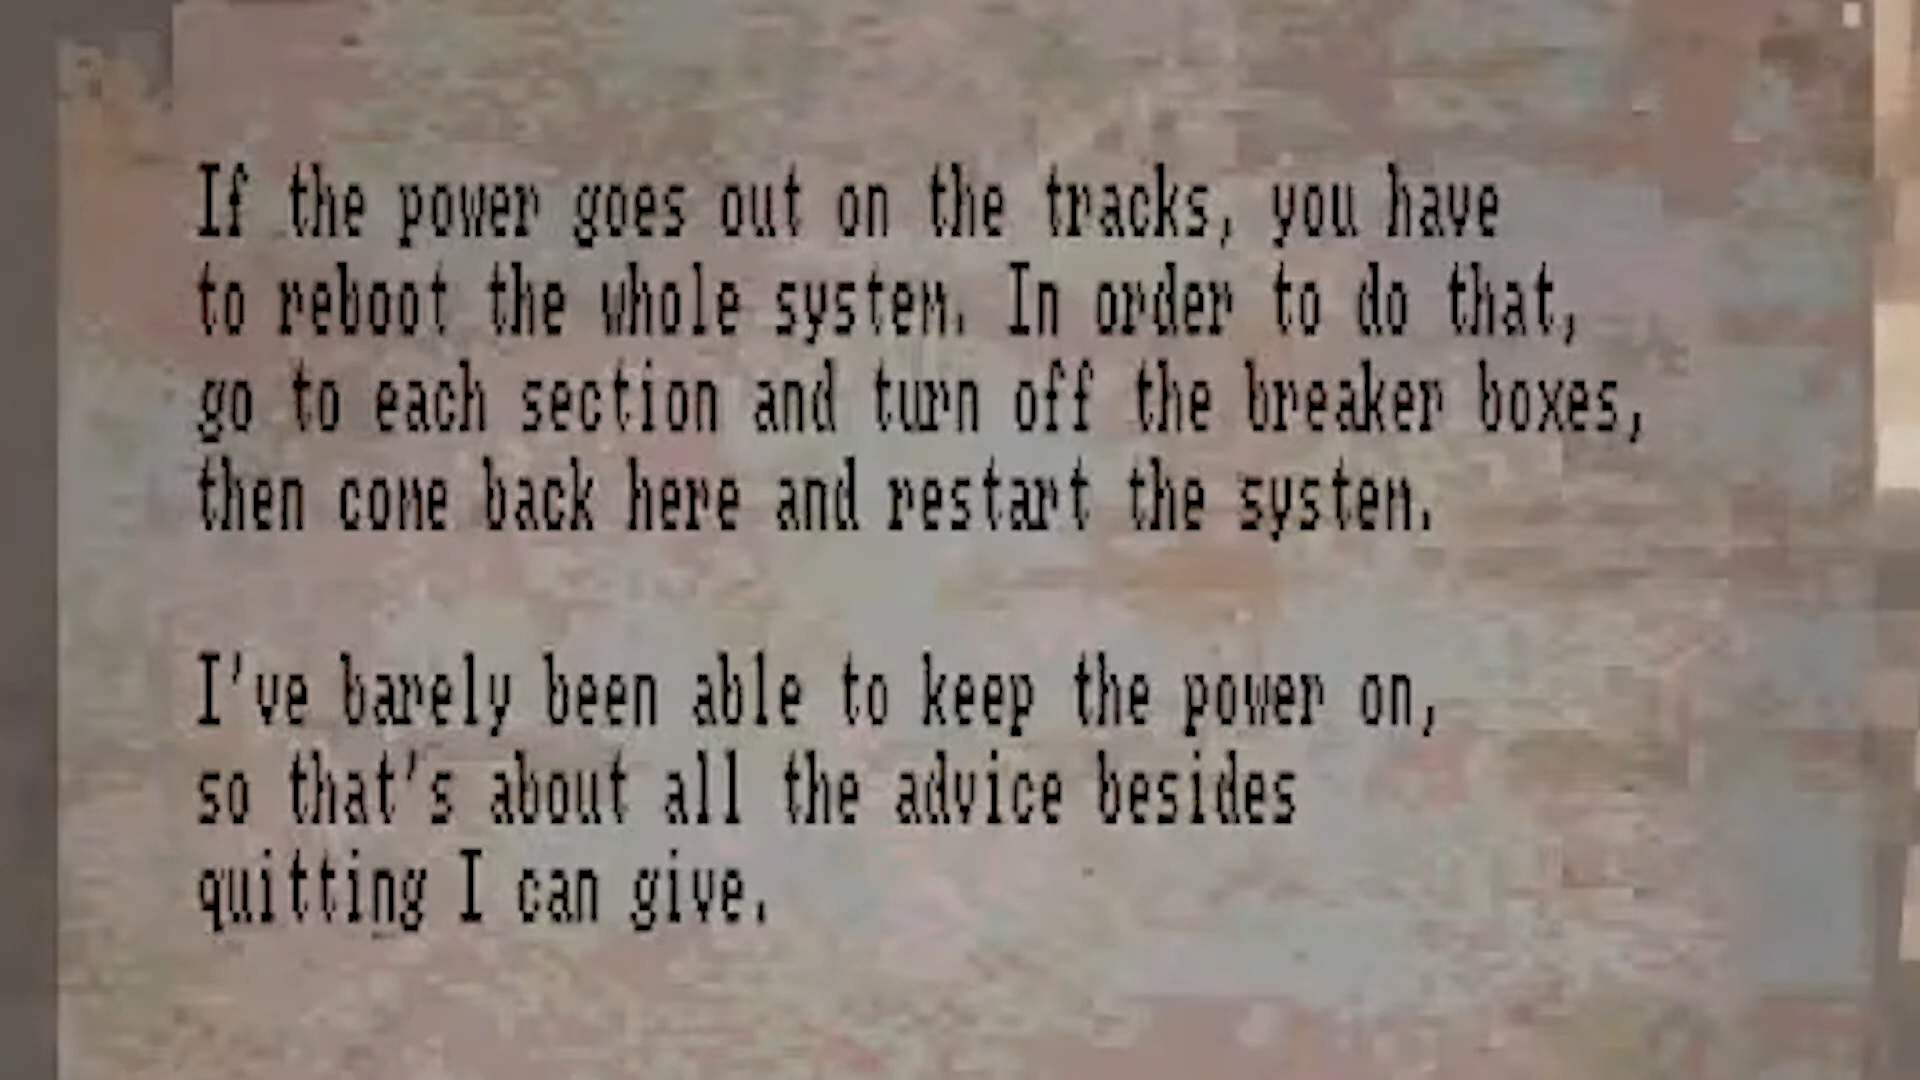 If the power goes out on the tracks, you have
to reboot the whole system. In order to do that,
go to each section and turn off the breaker boxes,
then come back here and restart the system.
I've barely been able to keep the power on,
so that's about all the advice besides
quitting I can give.